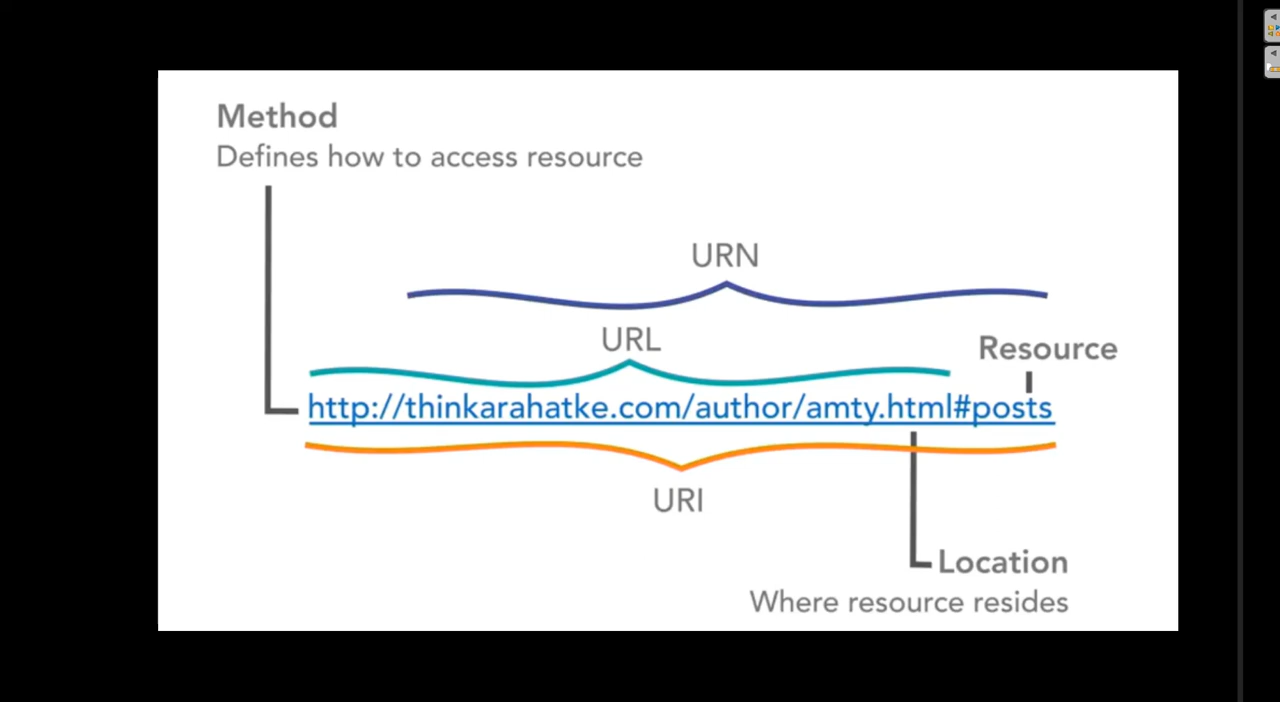 Method
Defines how to access resource
URN
URL
Resource
http://thinkarahatke.com/author/amty.html#posts
URI
Location
Where resource resides